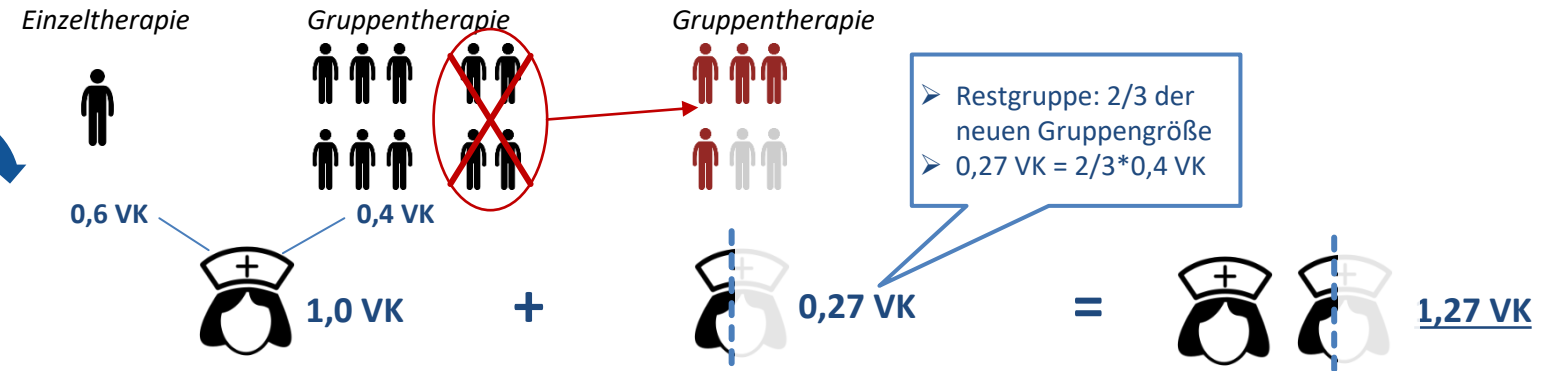 Einzeltherapie
Gruppentherapie
Gruppentherapie
➢ Restgruppe: 2/3 der
neuen Gruppengröße
➢ 0,27 VK = 2/3*0,4 VK
0,6 VK
0,4 VK
1,0 VK
+
0,27 VK
=
1,27 VK